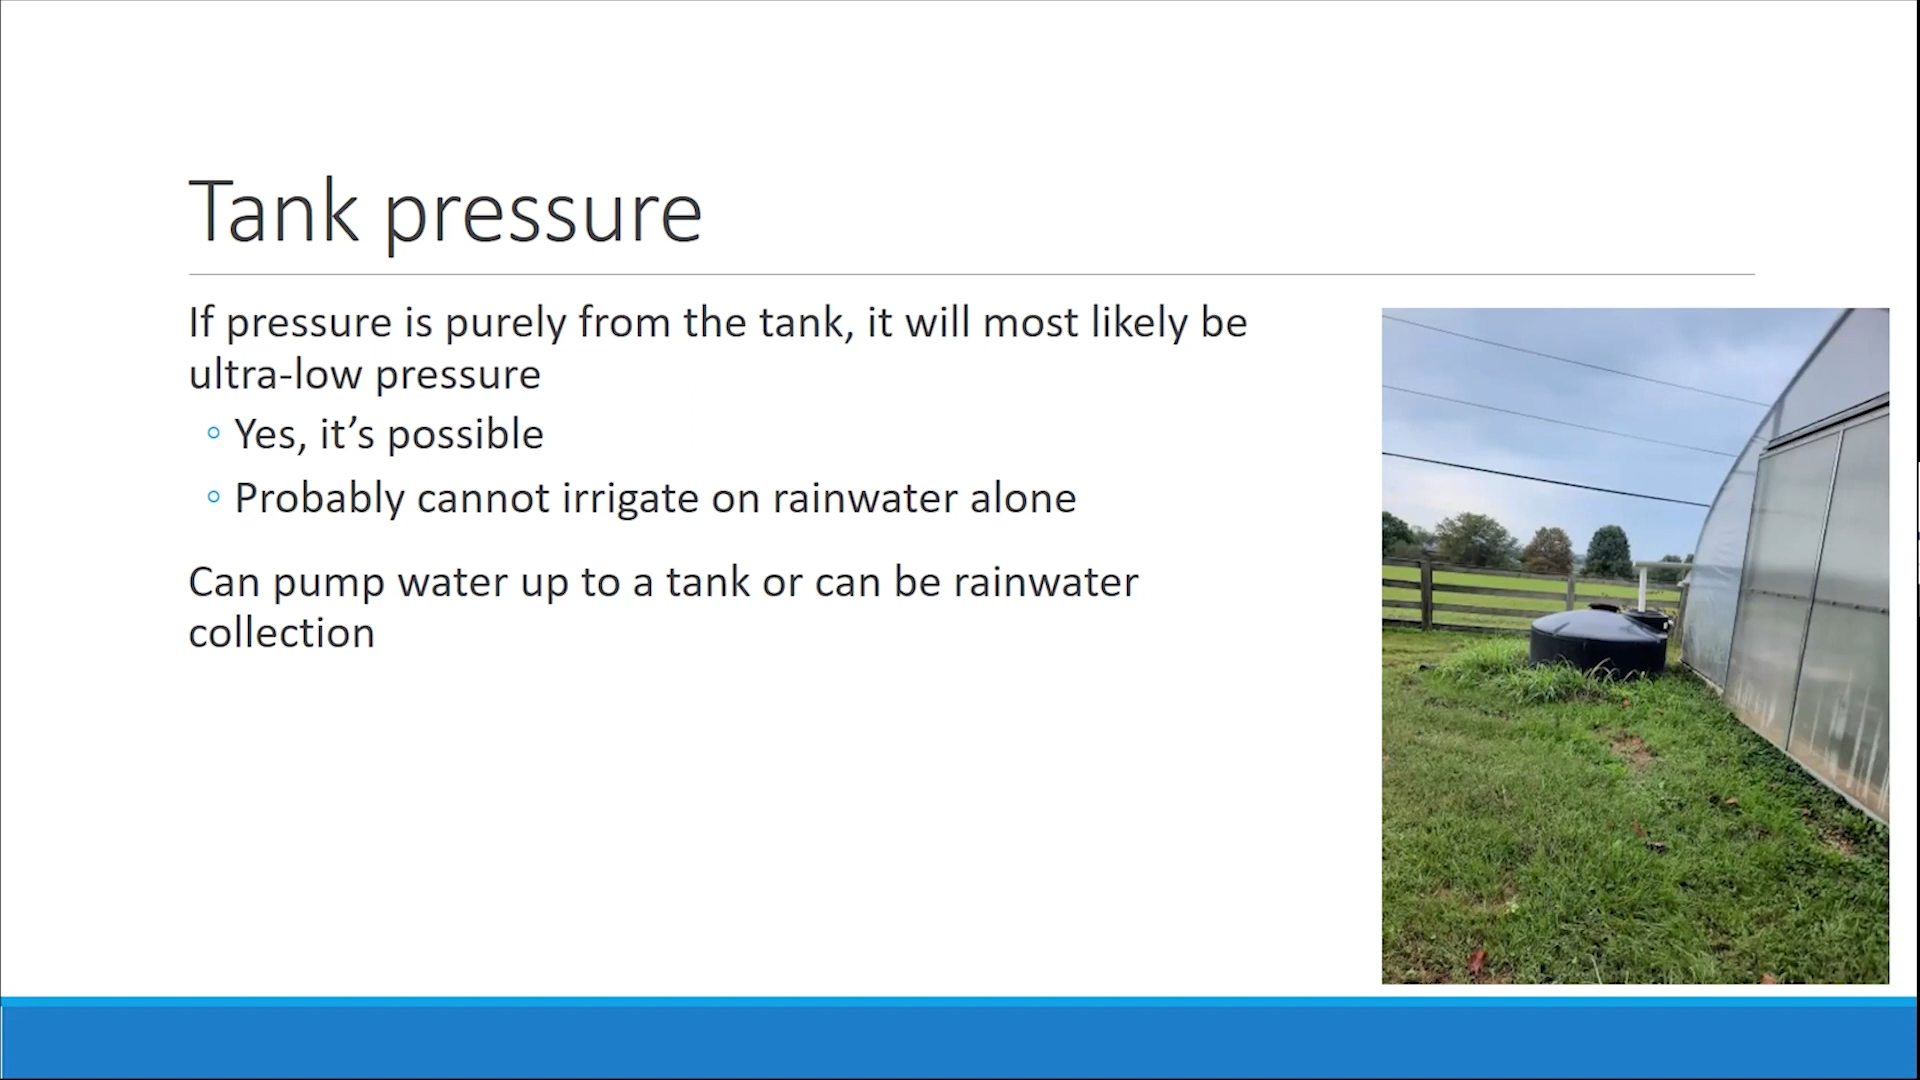 Tank pressure
If pressure is purely from the tank, it will most likely be
ultra-low pressure
◦ Yes, it’s possible
◦ Probably cannot irrigate on rainwater alone
Can pump water up to a tank or can be rainwater
collection